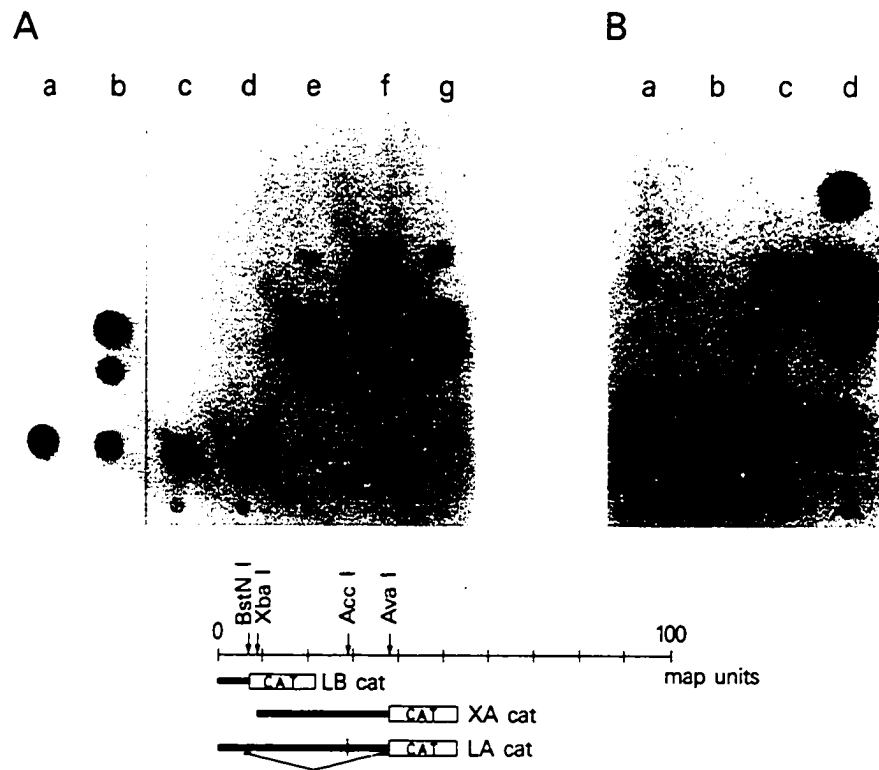 A B
a b c d e f g a b c d
BstN I
Xba I
Acc I
Ava I
0 100
map units
CAT LB cat
CAT XA cat
CAT LA cat